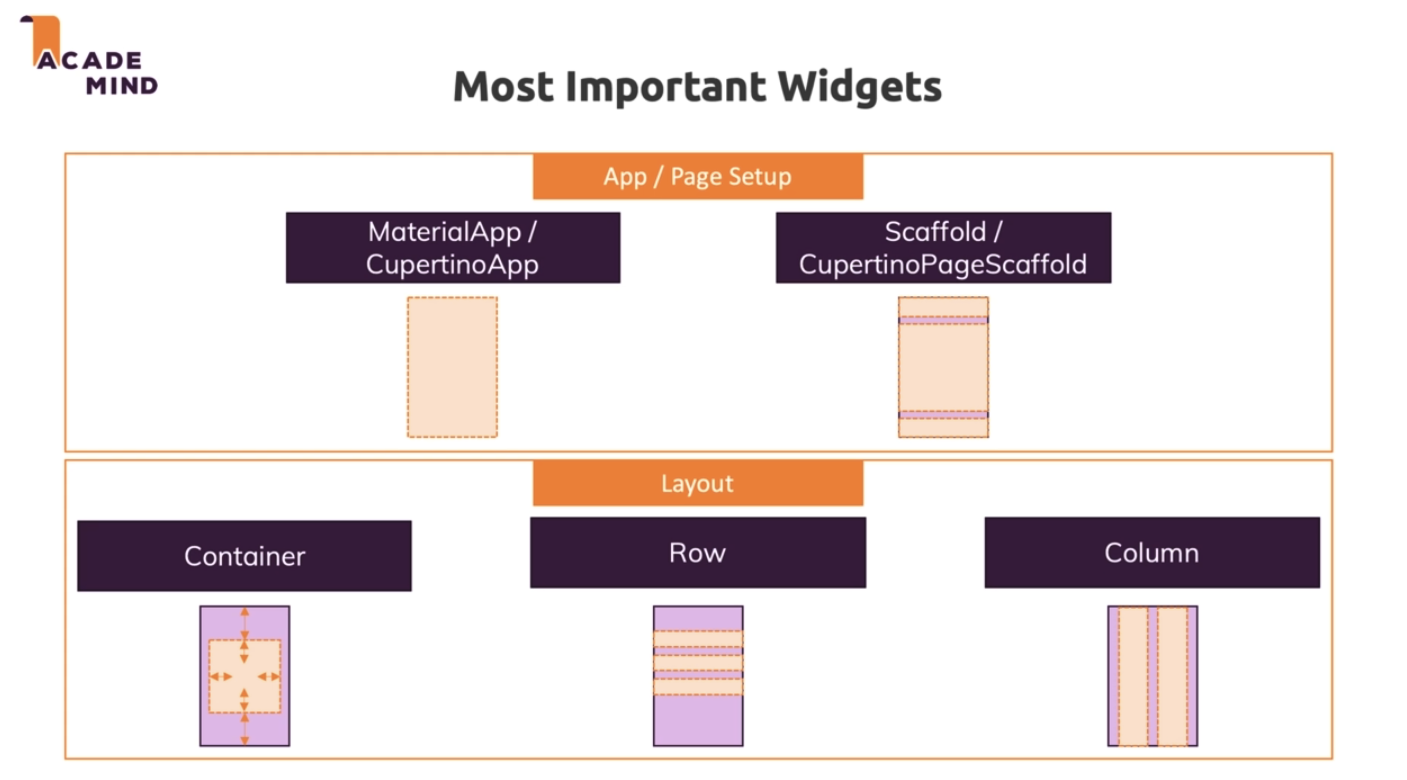 ACADE
MIND
Most Important Widgets
App / Page Setup
MaterialApp /
CupertinoApp
Scaffold /
CupertinoPageScaffold
Layout
Container
Row
Column